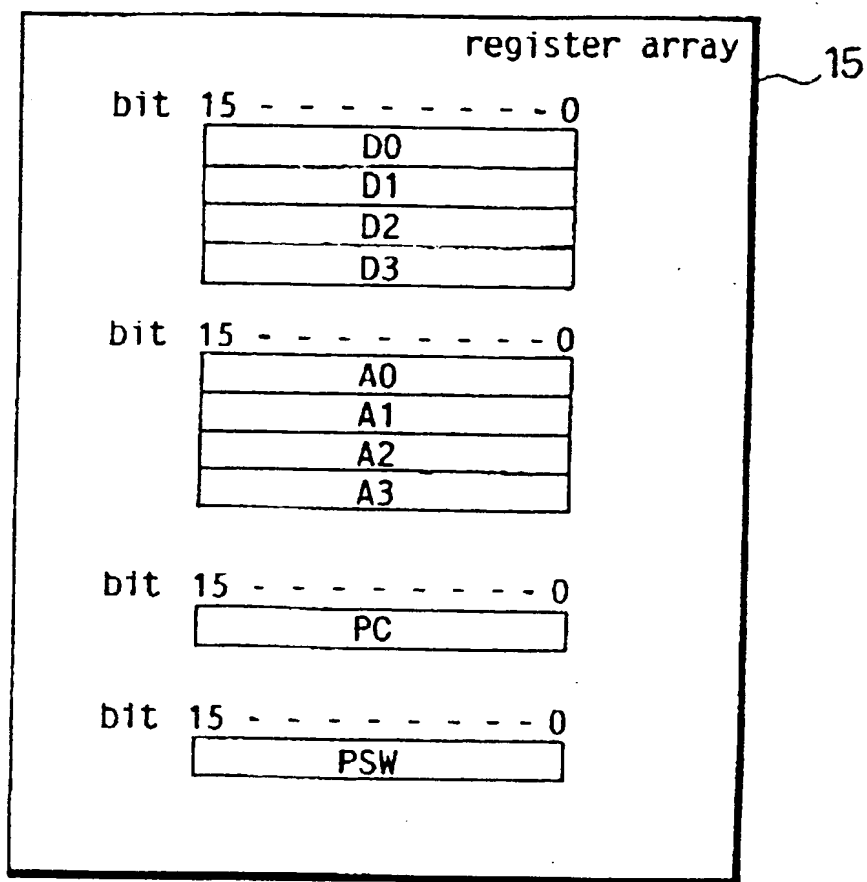 register array
15
bit 15 - - - - - - - - 0
D0
D1
D2
D3
bit 15 - - - - - - - - 0
A0
A1
A2
A3
bit 15 - - - - - - - - 0
PC
bit 15 - - - - - - - - 0
PSW